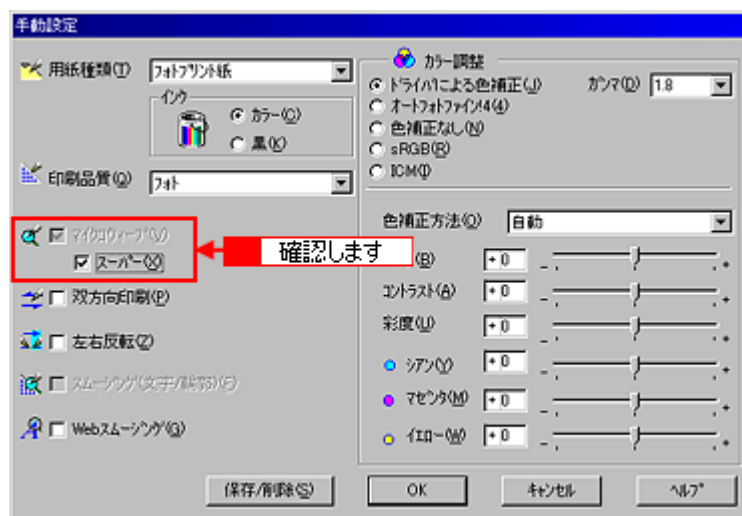 手動設定
用紙種類(T)
フォトプリント紙
インク
カラー(C)
黒(K)
印刷品質(Q)
フォト
マイクロウィーブ(V)
スーパー(X)
確認します
双方向印刷(P)
左右反転(Z)
スムージング(文字/輪郭)(F)
Webスムージング(G)
カラー調整
ドライバによる色補正(J)
ガンマ(D)
1.8
オートフォトファイン!4(4)
色補正なし(N)
sRGB(R)
ICM(I)
色補正方法(O)
自動
(B)
+ 0
- +
コントラスト(A)
+ 0
- +
彩度(U)
+ 0
- +
シアン(Y)
+ 0
- +
マゼンタ(M)
+ 0
- +
イエロー(W)
+ 0
- +
保存/削除(S)
OK
キャンセル
ヘルプ